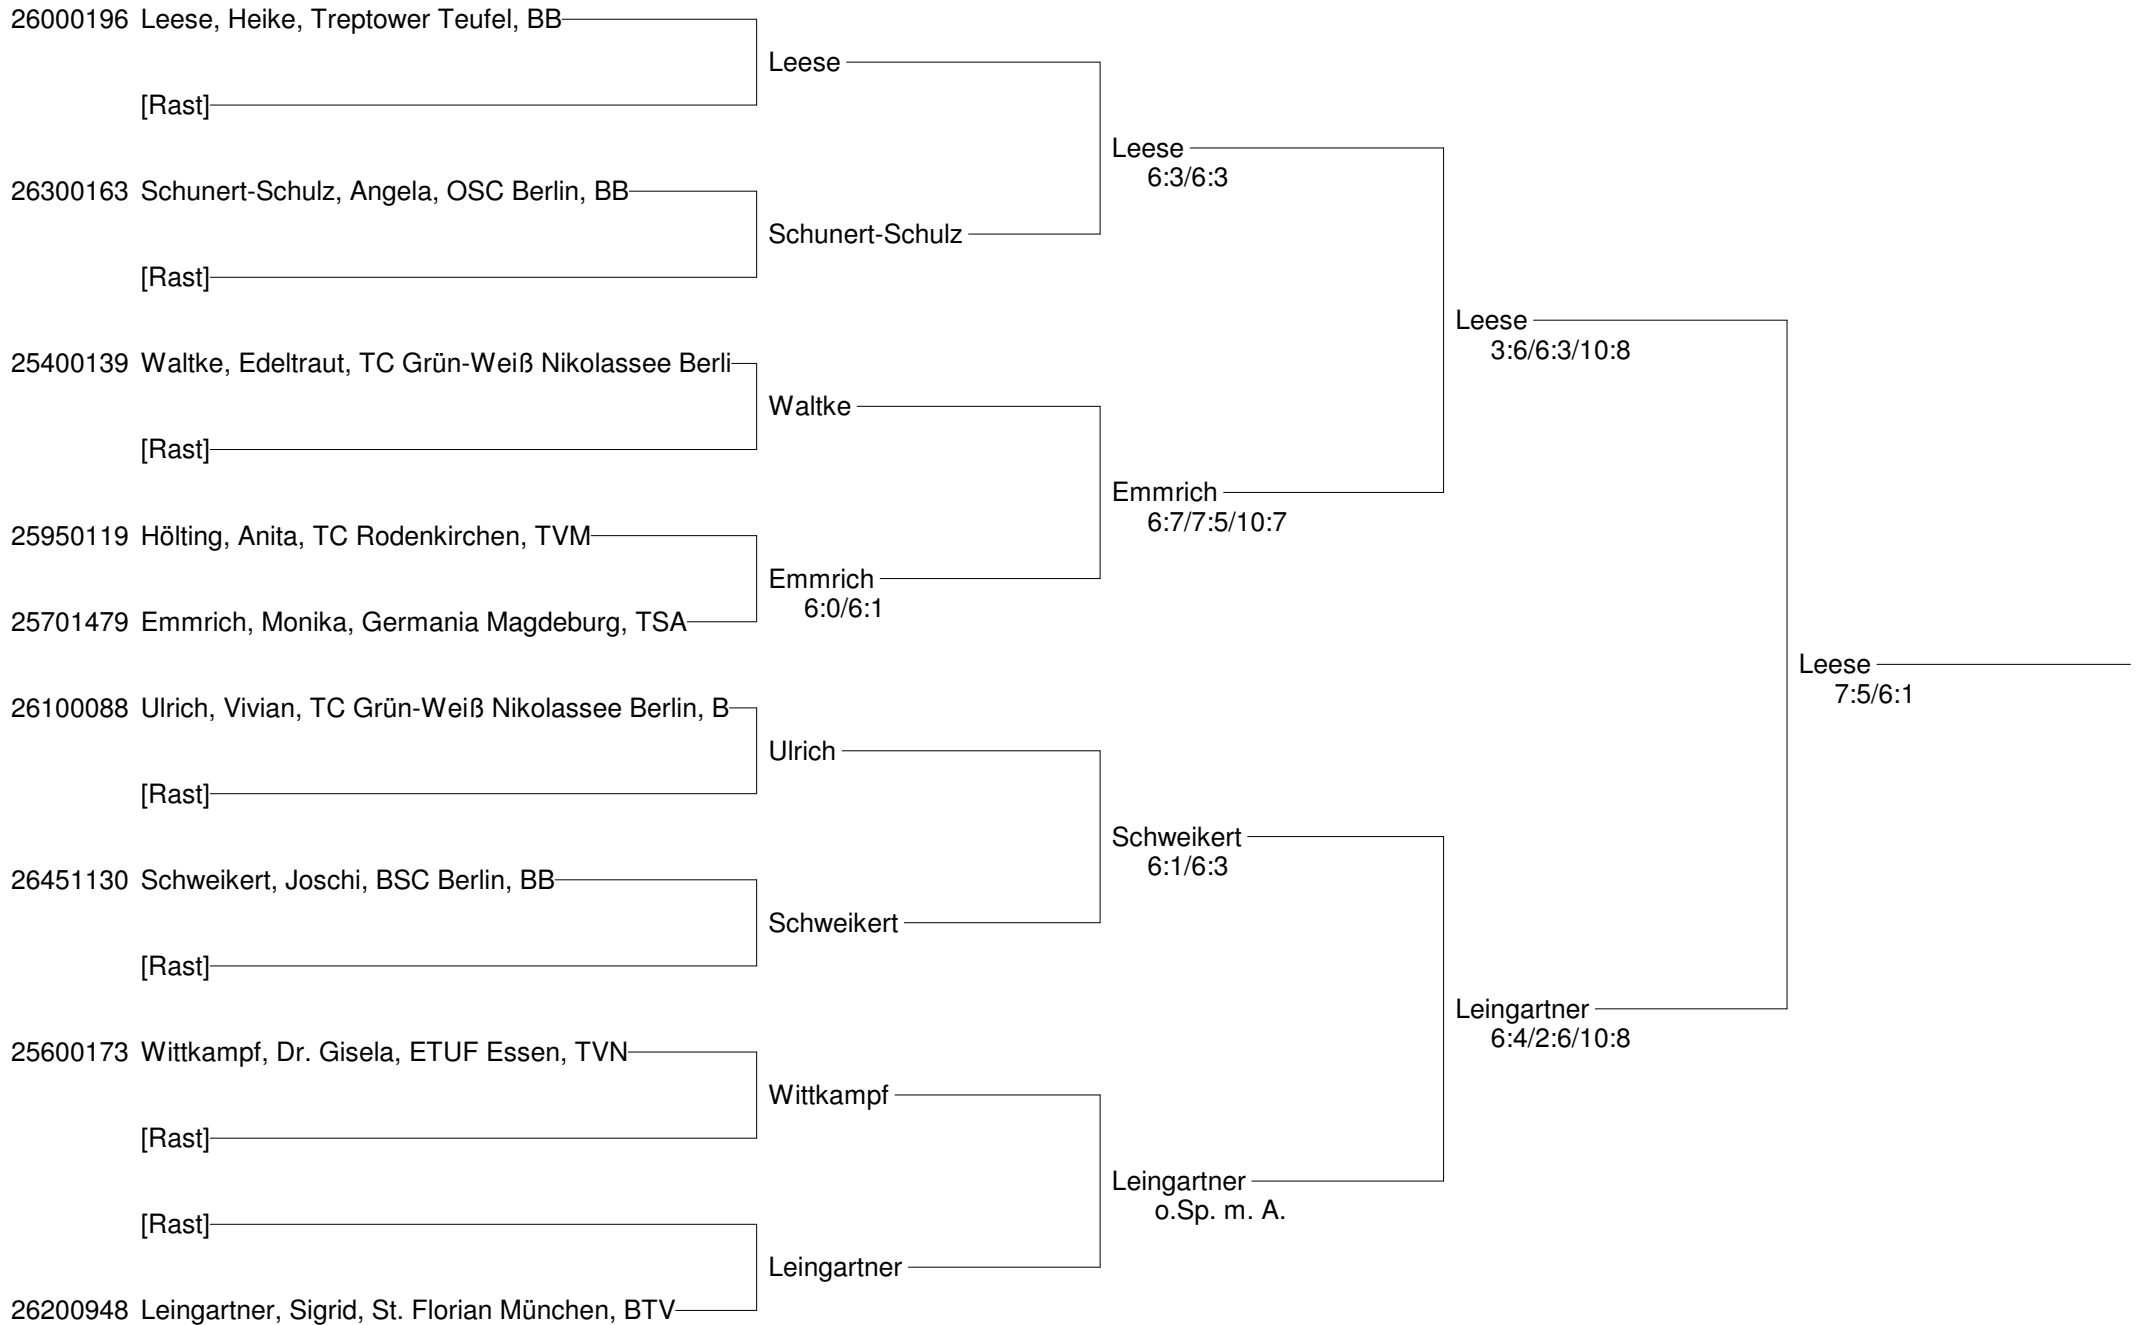 26000196 Leese, Heike, Treptower Teufel, BB
Leese
[Rast]
Leese
6:3/6:3
26300163 Schunert-Schulz, Angela, OSC Berlin, BB
Schunert-Schulz
[Rast]
Leese
3:6/6:3/10:8
25400139 Waltke, Edeltraut, TC Grün-Weiß Nikolassee Berli
Waltke
[Rast]
Emmrich
6:7/7:5/10:7
25950119 Hölting, Anita, TC Rodenkirchen, TVM
Emmrich
6:0/6:1
25701479 Emmrich, Monika, Germania Magdeburg, TSA
Leese
7:5/6:1
26100088 Ulrich, Vivian, TC Grün-Weiß Nikolassee Berlin, B
Ulrich
[Rast]
Schweikert
6:1/6:3
26451130 Schweikert, Joschi, BSC Berlin, BB
Schweikert
[Rast]
Leingartner
6:4/2:6/10:8
25600173 Wittkampf, Dr. Gisela, ETUF Essen, TVN
Wittkampf
[Rast]
Leingartner
o.Sp. m. A.
[Rast]
Leingartner
26200948 Leingartner, Sigrid, St. Florian München, BTV